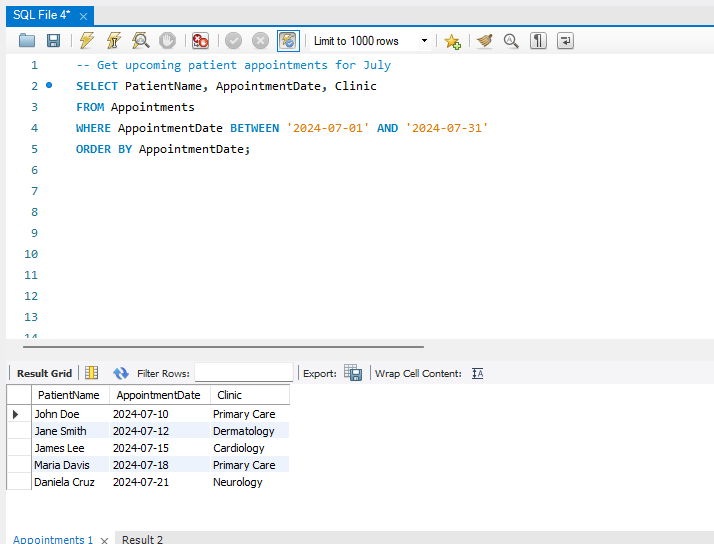 SQL File 4*
Limit to 1000 rows
1 -- Get upcoming patient appointments for July
2 SELECT PatientName, AppointmentDate, Clinic
3 FROM Appointments
4 WHERE AppointmentDate BETWEEN '2024-07-01' AND '2024-07-31'
5 ORDER BY AppointmentDate;
6
7
8
9
10
11
12
13
14
Result Grid Filter Rows: Export: Wrap Cell Content:
PatientName AppointmentDate Clinic
John Doe 2024-07-10 Primary Care
Jane Smith 2024-07-12 Dermatology
James Lee 2024-07-15 Cardiology
Maria Davis 2024-07-18 Primary Care
Daniela Cruz 2024-07-21 Neurology
Appointments 1 Result 2